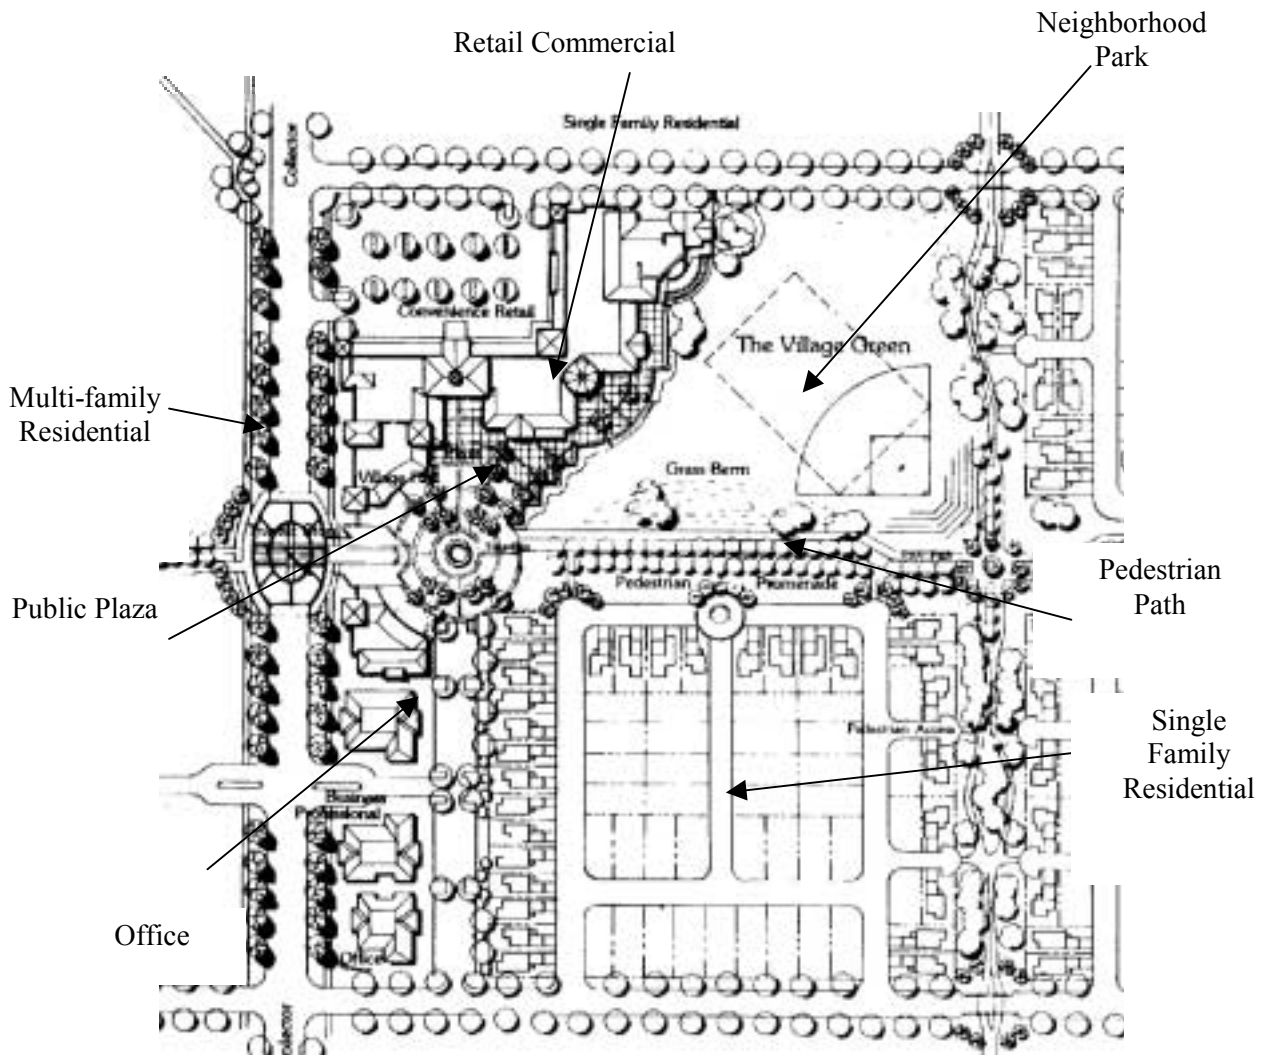 Neighborhood
Park
Retail Commercial
Single Family Residential
Collector
Convenience Retail
The Village Green
Multi-family
Residential
Grass Berm
Village
Pedestrian
Promenade
Pedestrian
Path
Public Plaza
Single
Family
Residential
Pedestrian Access
Business
Professional
Office
Office
Collector